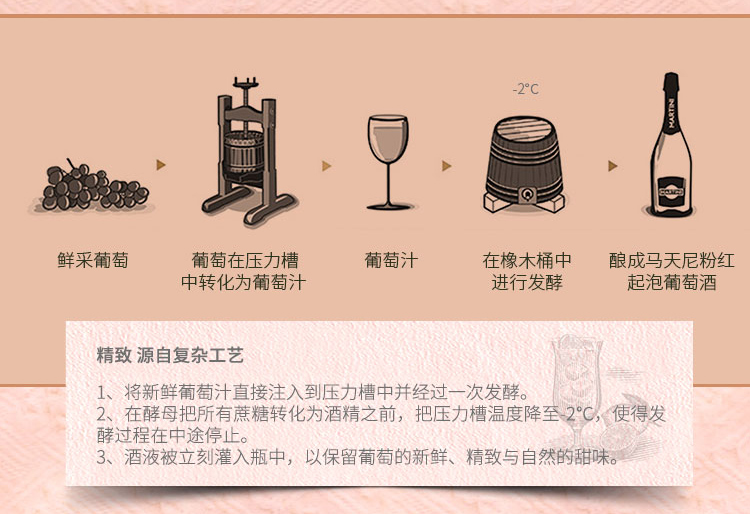 -2°C
MARTINI
MARTINI
鲜采葡萄
葡萄在压力槽
中转化为葡萄汁
葡萄汁
在橡木桶中
进行发酵
酿成马天尼粉红
起泡葡萄酒
精致 源自复杂工艺
1、将新鲜葡萄汁直接注入到压力槽中并经过一次发酵。
2、在酵母把所有蔗糖转化为酒精之前，把压力槽温度降至-2°C，使得发
酵过程在中途停止。
3、酒液被立刻灌入瓶中，以保留葡萄的新鲜、精致与自然的甜味。